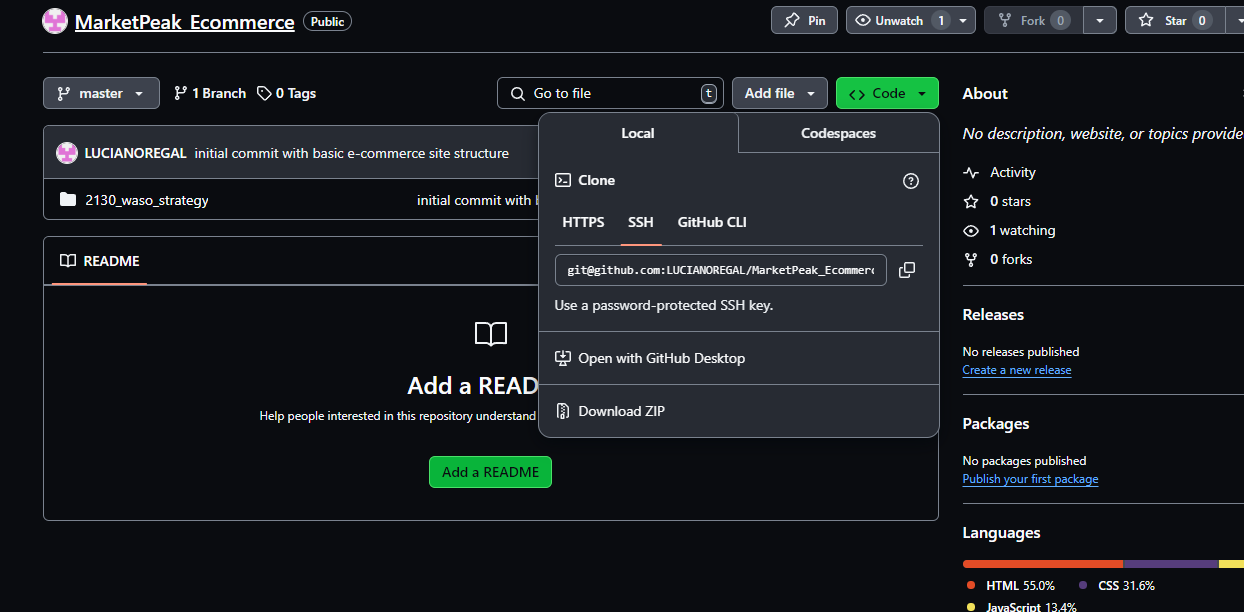 MarketPeak_Ecommerce Public Pin Unwatch 1 Fork 0 Star 0
master 1 Branch 0 Tags Go to file t Add file Code
LUCIANOREGAL initial commit with basic e-commerce site structure
2130_waso_strategy initial commit with
README
Add a READ
Help people interested in this repository understand
Add a README
Local Codespaces
Clone
HTTPS SSH GitHub CLI
git@github.com:LUCIANOREGAL/MarketPeak_Ecommerc
Use a password-protected SSH key.
Open with GitHub Desktop
Download ZIP
About
No description, website, or topics provide
Activity
0 stars
1 watching
0 forks
Releases
No releases published
Create a new release
Packages
No packages published
Publish your first package
Languages
HTML 55.0% CSS 31.6%
JavaScript 13.4%